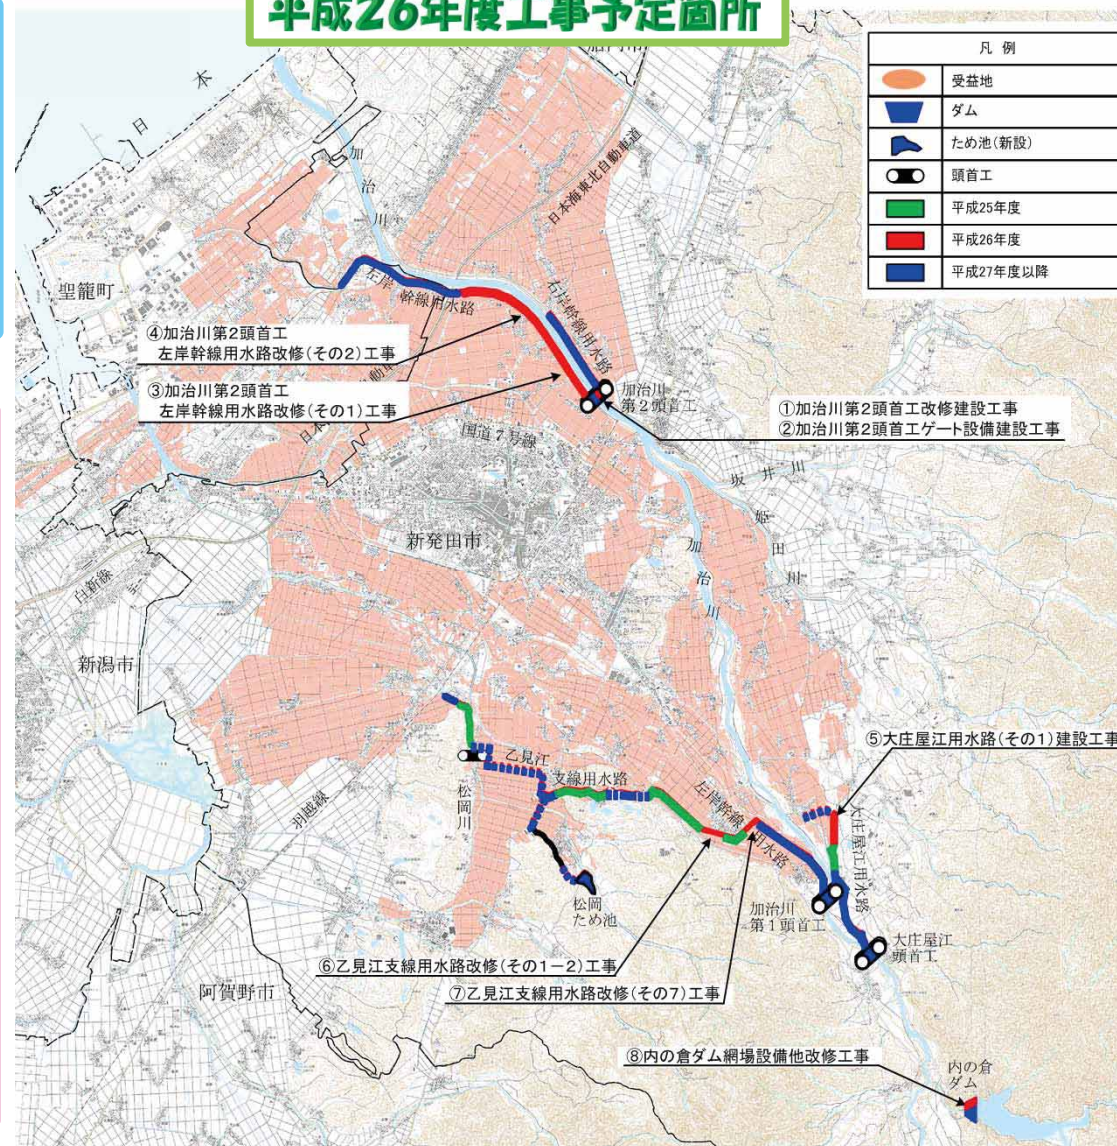 平成26年度工事予定箇所
凡 例
受益地
ダム
ため池(新設)
頭首工
平成25年度
平成26年度
平成27年度以降
日
本
加
治
川
日本海東北自動車道
聖籠町
左岸 幹線用水路
右岸幹線用水路
④加治川第2頭首工
左岸幹線用水路改修(その2)工事
③加治川第2頭首工
左岸幹線用水路改修(その1)工事
加治川
第2頭首工
①加治川第2頭首工改修建設工事
②加治川第2頭首工ゲート設備建設工事
国道7号線
坂井川
姫田川
新発田市
加治川
白新線
新潟市
羽越線
⑤大庄屋江用水路(その1)建設工事
乙見江
支線用水路
松岡川
左岸幹線
用水路
大庄屋江用水路
松岡
ため池
加治川
第1頭首工
大庄屋江
頭首工
⑥乙見江支線用水路改修(その1－2)工事
⑦乙見江支線用水路改修(その7)工事
阿賀野市
⑧内の倉ダム網場設備他改修工事
内の倉
ダム